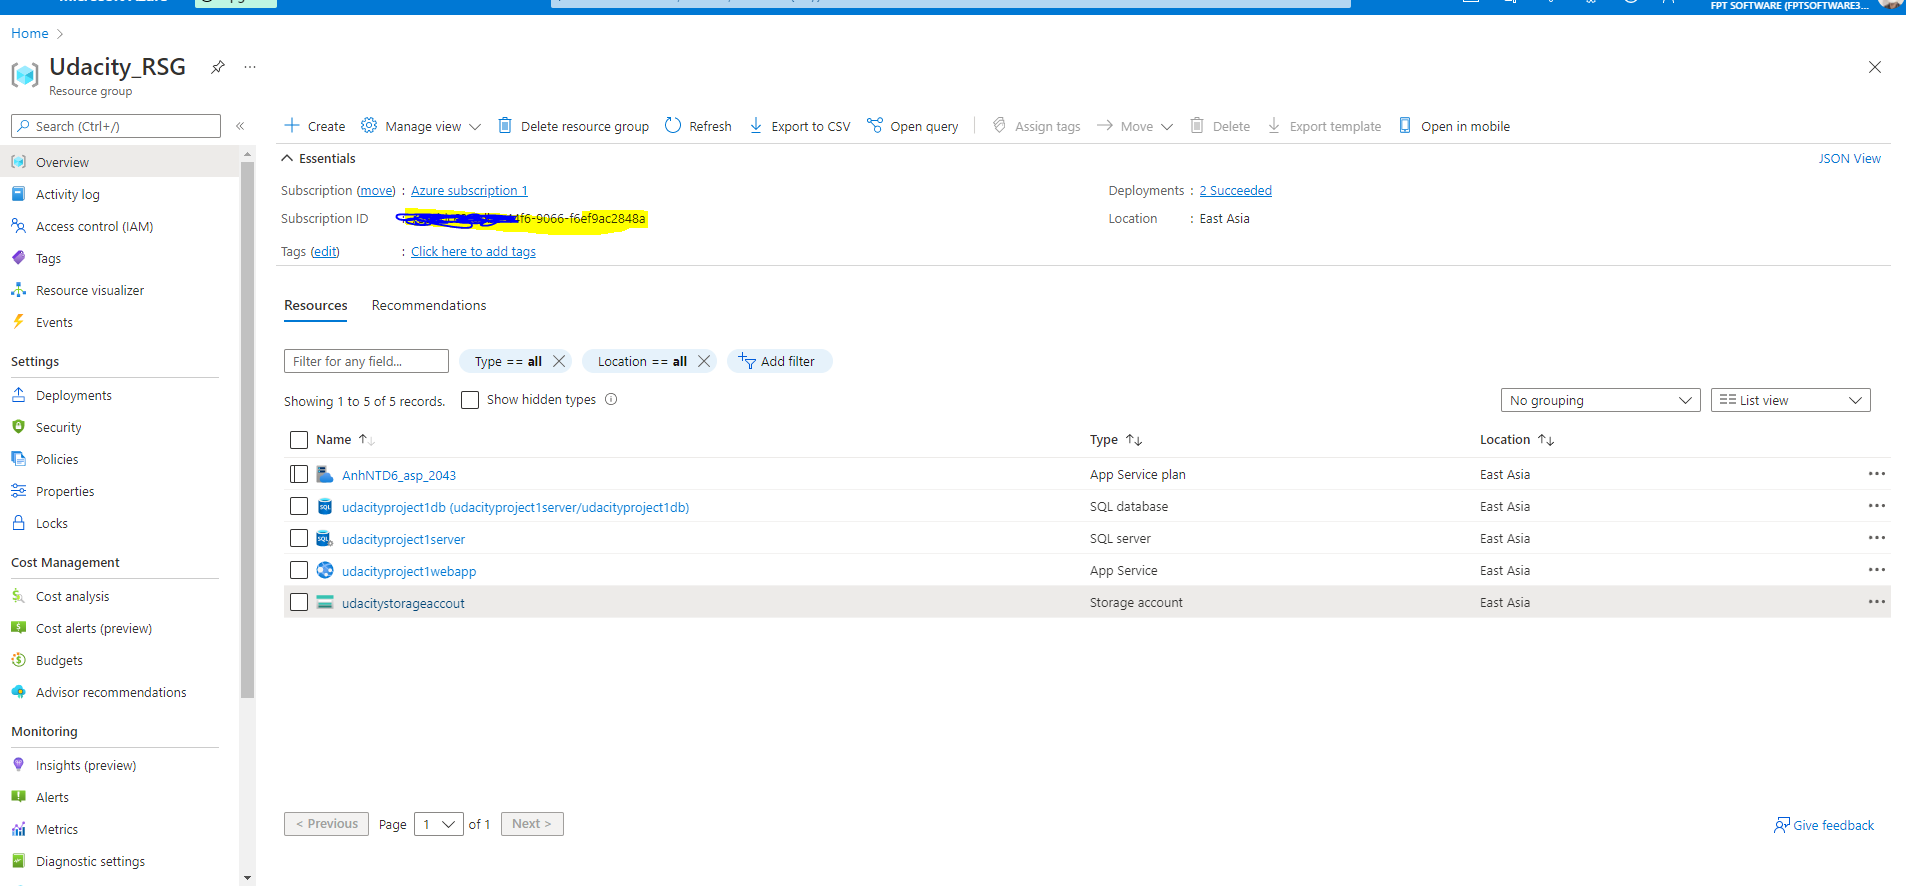 FPT SOFTWARE (FPTSOFTWARE3...
Home >
Udacity_RSG ...
Resource group
Search (Ctrl+/) «
Create Manage view Delete resource group Refresh Export to CSV Open query Assign tags Move Delete Export template Open in mobile
Essentials JSON View
Subscription (move) : Azure subscription 1 Deployments : 2 Succeeded
Subscription ID 4f6-9066-f6ef9ac2848a Location : East Asia
Tags (edit) : Click here to add tags
Overview
Activity log
Access control (IAM)
Tags
Resource visualizer
Events
Settings
Deployments
Security
Policies
Properties
Locks
Cost Management
Cost analysis
Cost alerts (preview)
Budgets
Advisor recommendations
Monitoring
Insights (preview)
Alerts
Metrics
Diagnostic settings
Resources Recommendations
Filter for any field... Type == all Location == all Add filter
Showing 1 to 5 of 5 records. Show hidden types No grouping List view
Name Type Location
AnhNTD6_asp_2043 App Service plan East Asia ...
SQL udacityproject1db (udacityproject1server/udacityproject1db) SQL database East Asia ...
SQL udacityproject1server SQL server East Asia ...
udacityproject1webapp App Service East Asia ...
udacitystorageaccout Storage account East Asia ...
< Previous Page 1 of 1 Next > Give feedback